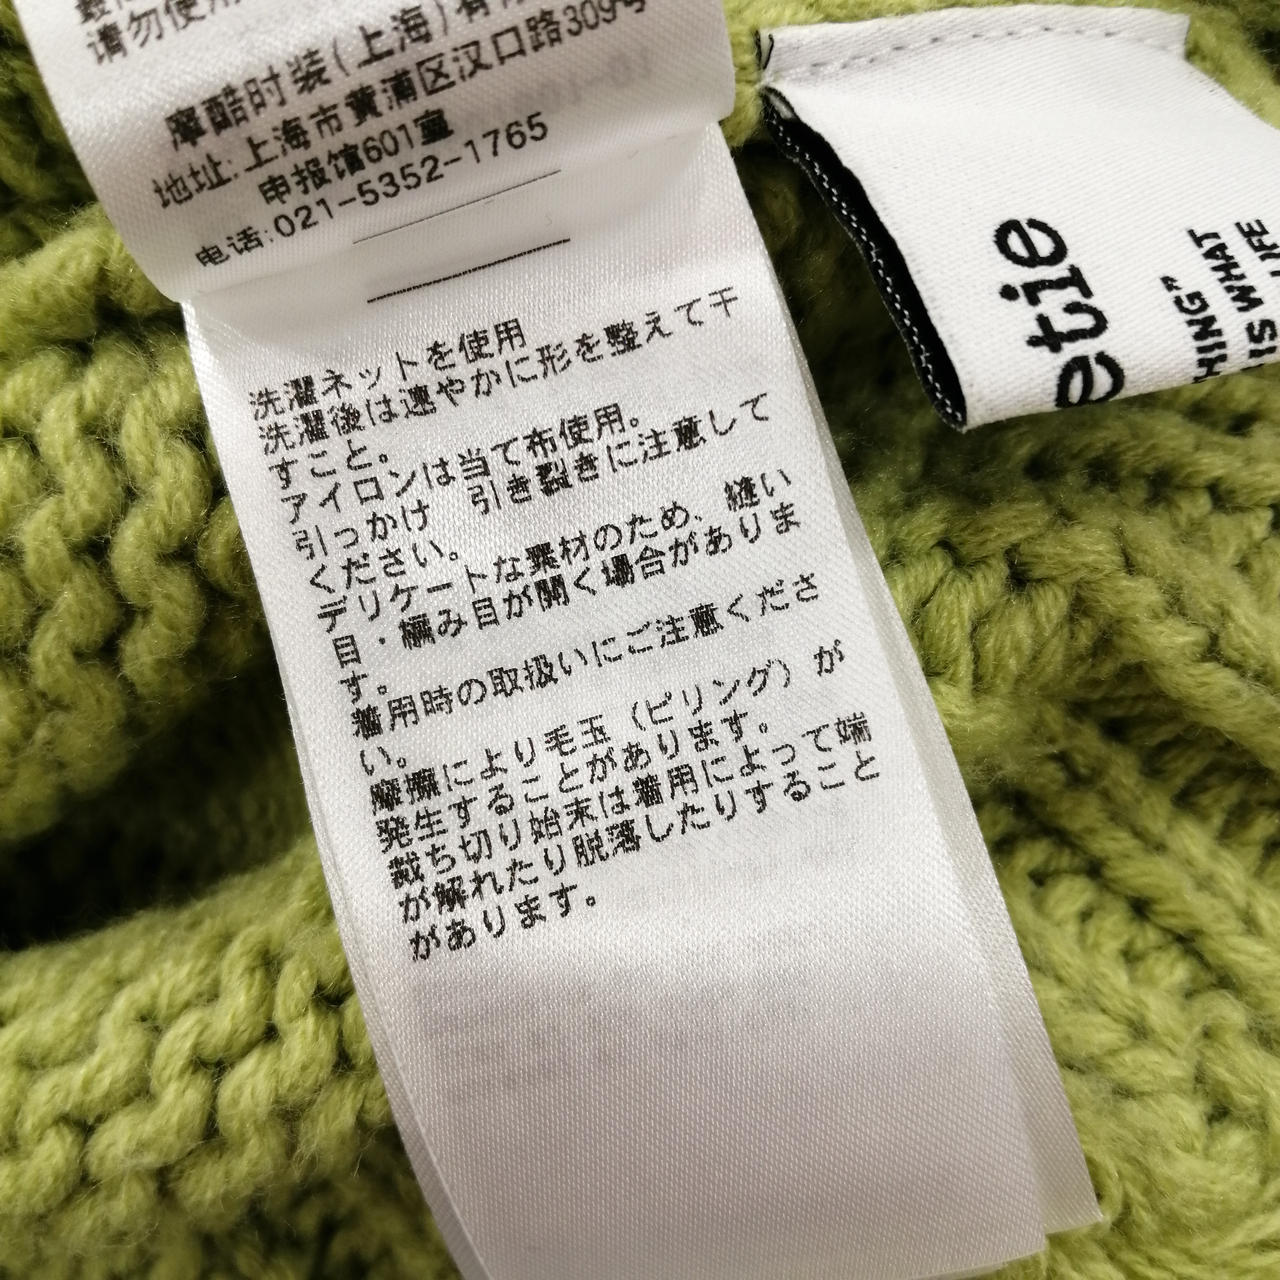 请勿使用
摩酷时装(上海)有
地址:上海市黄浦区汉口路309号
申报馆601室
电话:021-5352-1765
洗濯ネットを使用
洗濯後は速やかに形を整えて干
すこと。
アイロンは当て布使用。
引っかけ 引き裂きに注意して
ください。
デリケートな素材のため、縫い
目・編み目が開く場合がありま
す。
着用時の取扱いにご注意くださ
い。
摩擦により毛玉（ピリング）が
発生することがあります。
裁ち切り始末は着用によって端
が解れたり脱落したりすること
があります。
etie
HING”
WHAT
IS WHAT
LIFE